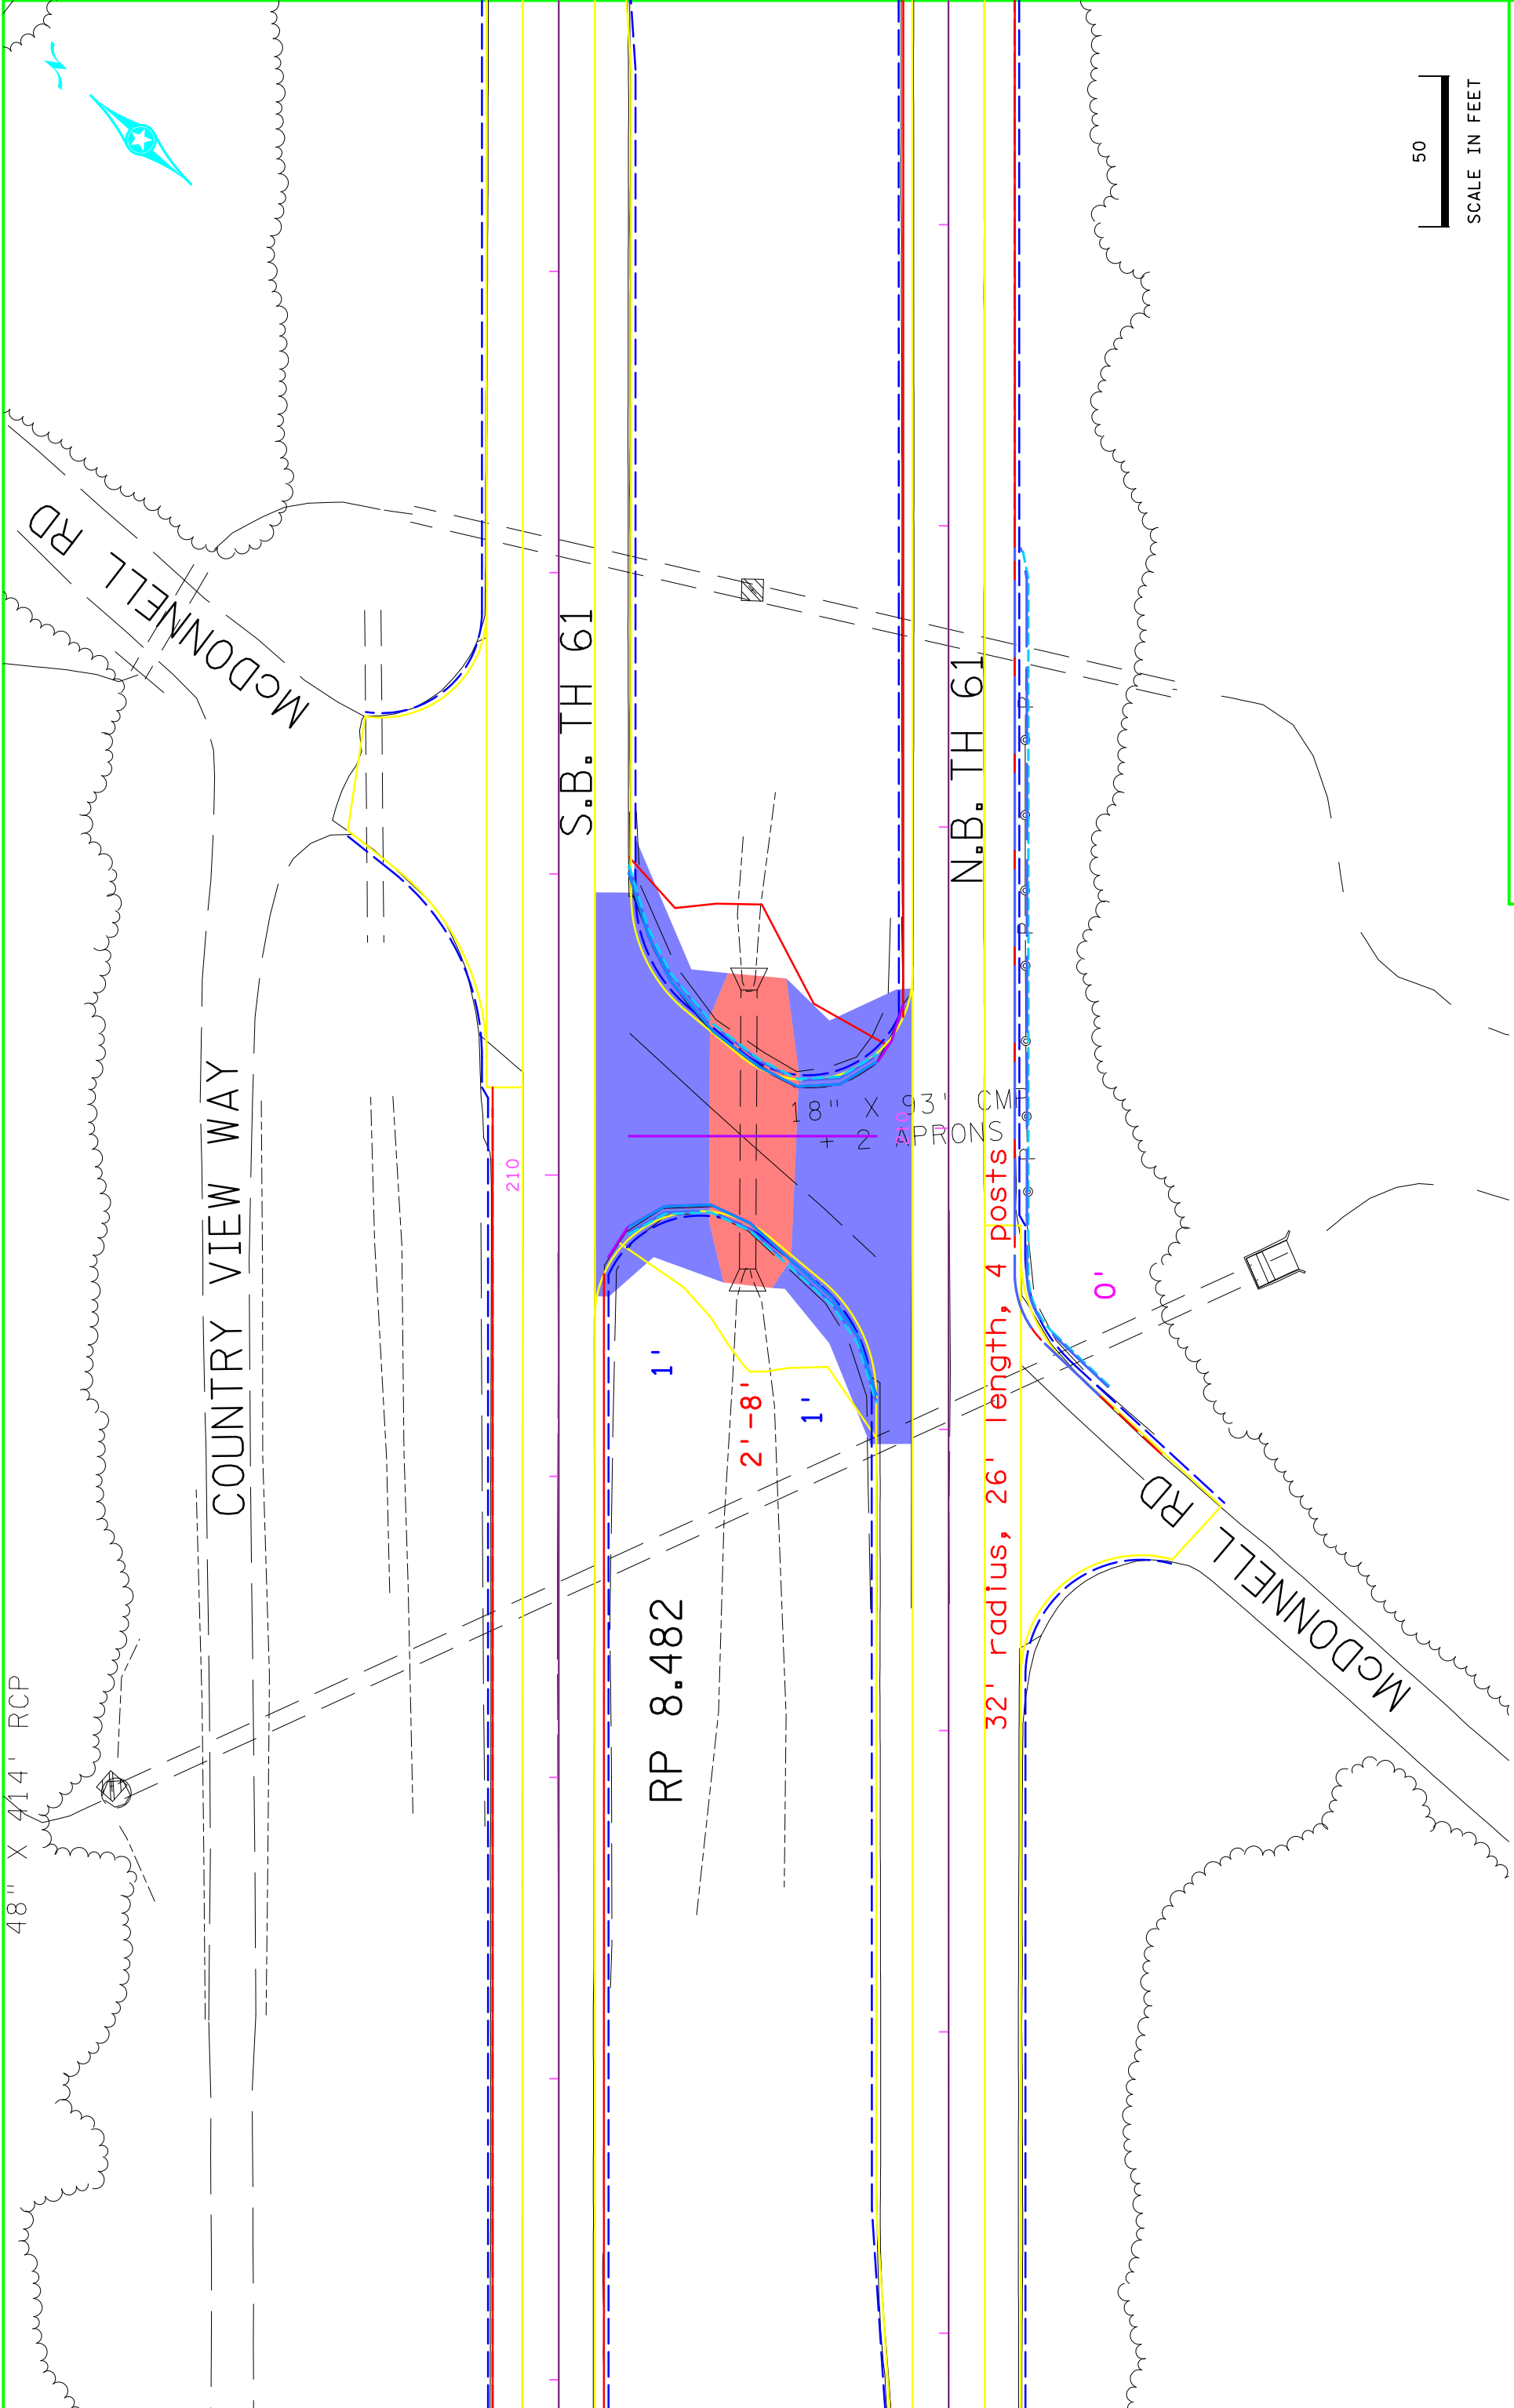 N
50
SCALE IN FEET
McDONNELL RD
S.B. TH 61
N.B. TH 61
COUNTRY VIEW WAY
210
18" X 93' CMP
+ 2 APRONS
32' radius, 26' length, 4 posts
0'
1'
2'-8'
1'
McDONNELL RD
RP 8.482
48" X 414' RCP